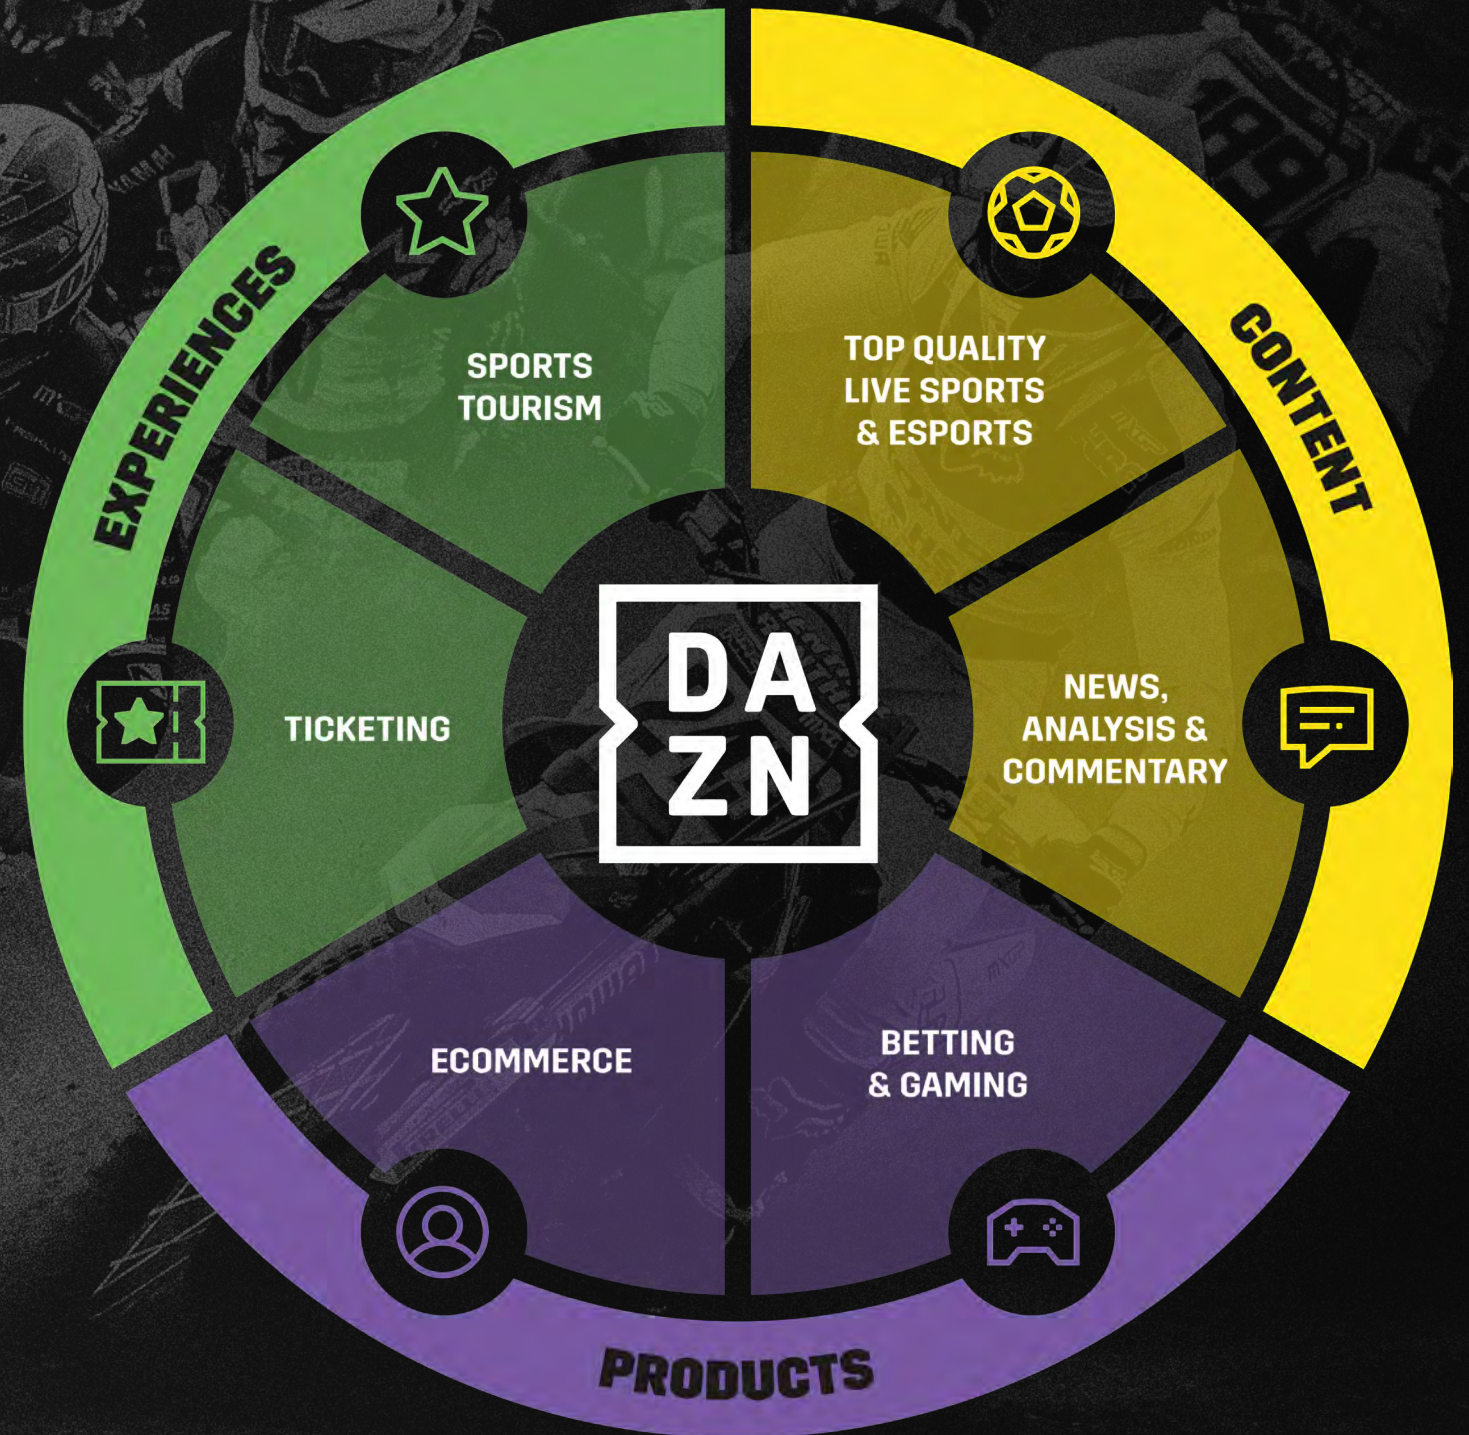 EXPERIENCES
CONTENT
SPORTS
TOURISM
TOP QUALITY
LIVE SPORTS
& ESPORTS
TICKETING
DA
ZN
NEWS,
ANALYSIS &
COMMENTARY
ECOMMERCE
BETTING
& GAMING
PRODUCTS